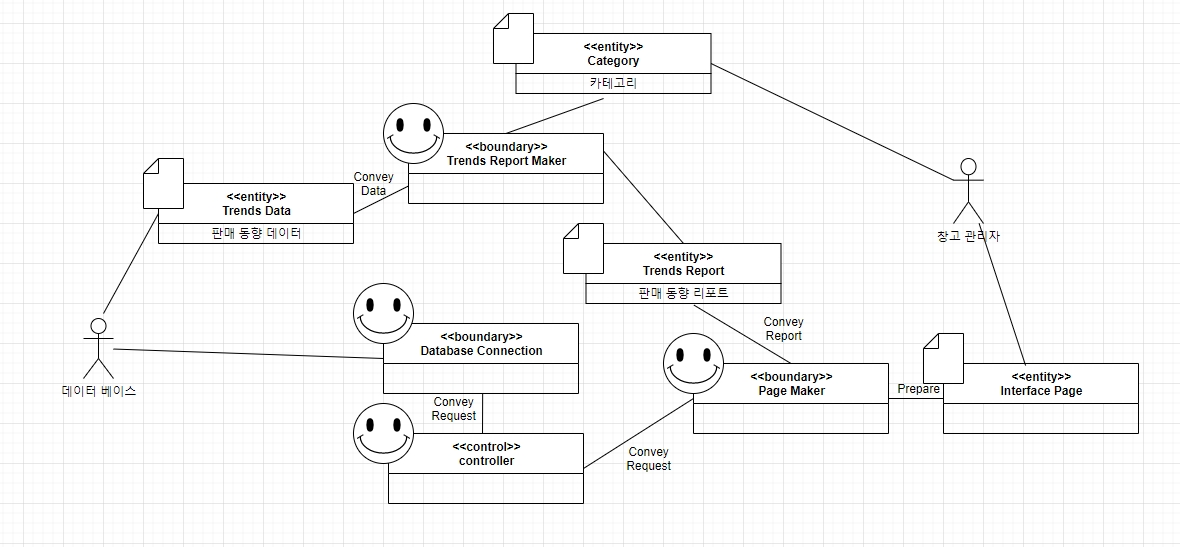 <<entity>>
Category
카테고리
<<boundary>>
Trends Report Maker
Convey
Data
<<entity>>
Trends Data
판매 동향 데이터
창고 관리자
<<entity>>
Trends Report
판매 동향 리포트
Convey
Report
<<boundary>>
Database Connection
데이터 베이스
<<boundary>>
Page Maker
Prepare
<<entity>>
Interface Page
Convey
Request
<<control>>
controller
Convey
Request